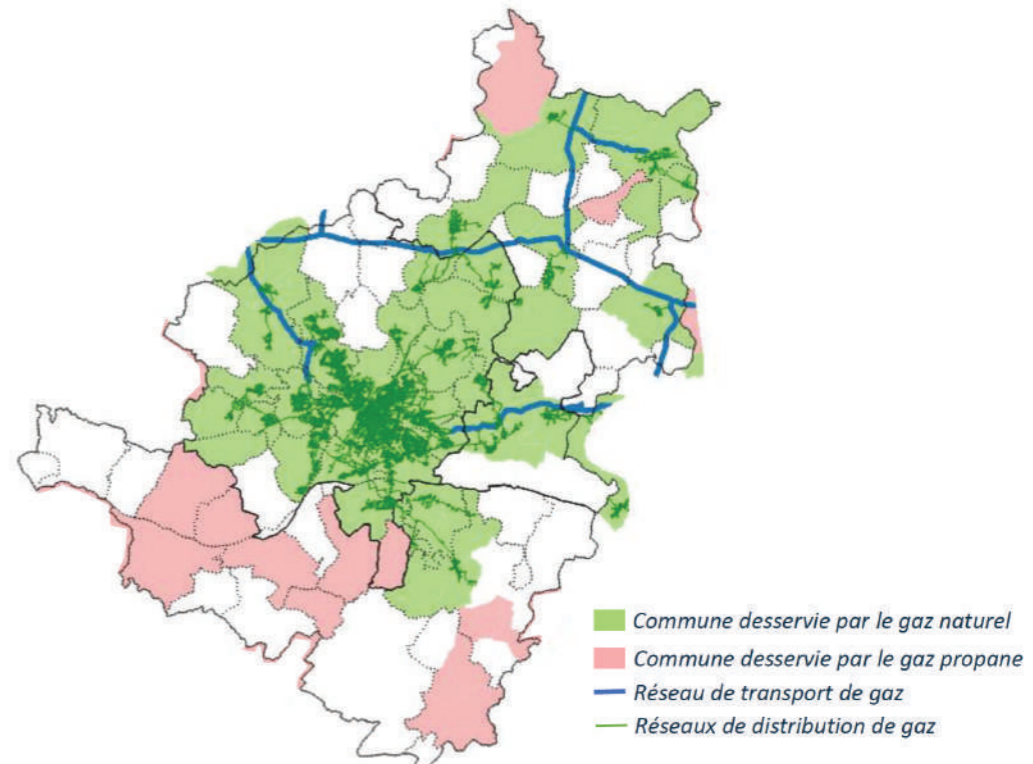 Commune desservie par le gaz naturel
Commune desservie par le gaz propane
Réseau de transport de gaz
Réseaux de distribution de gaz